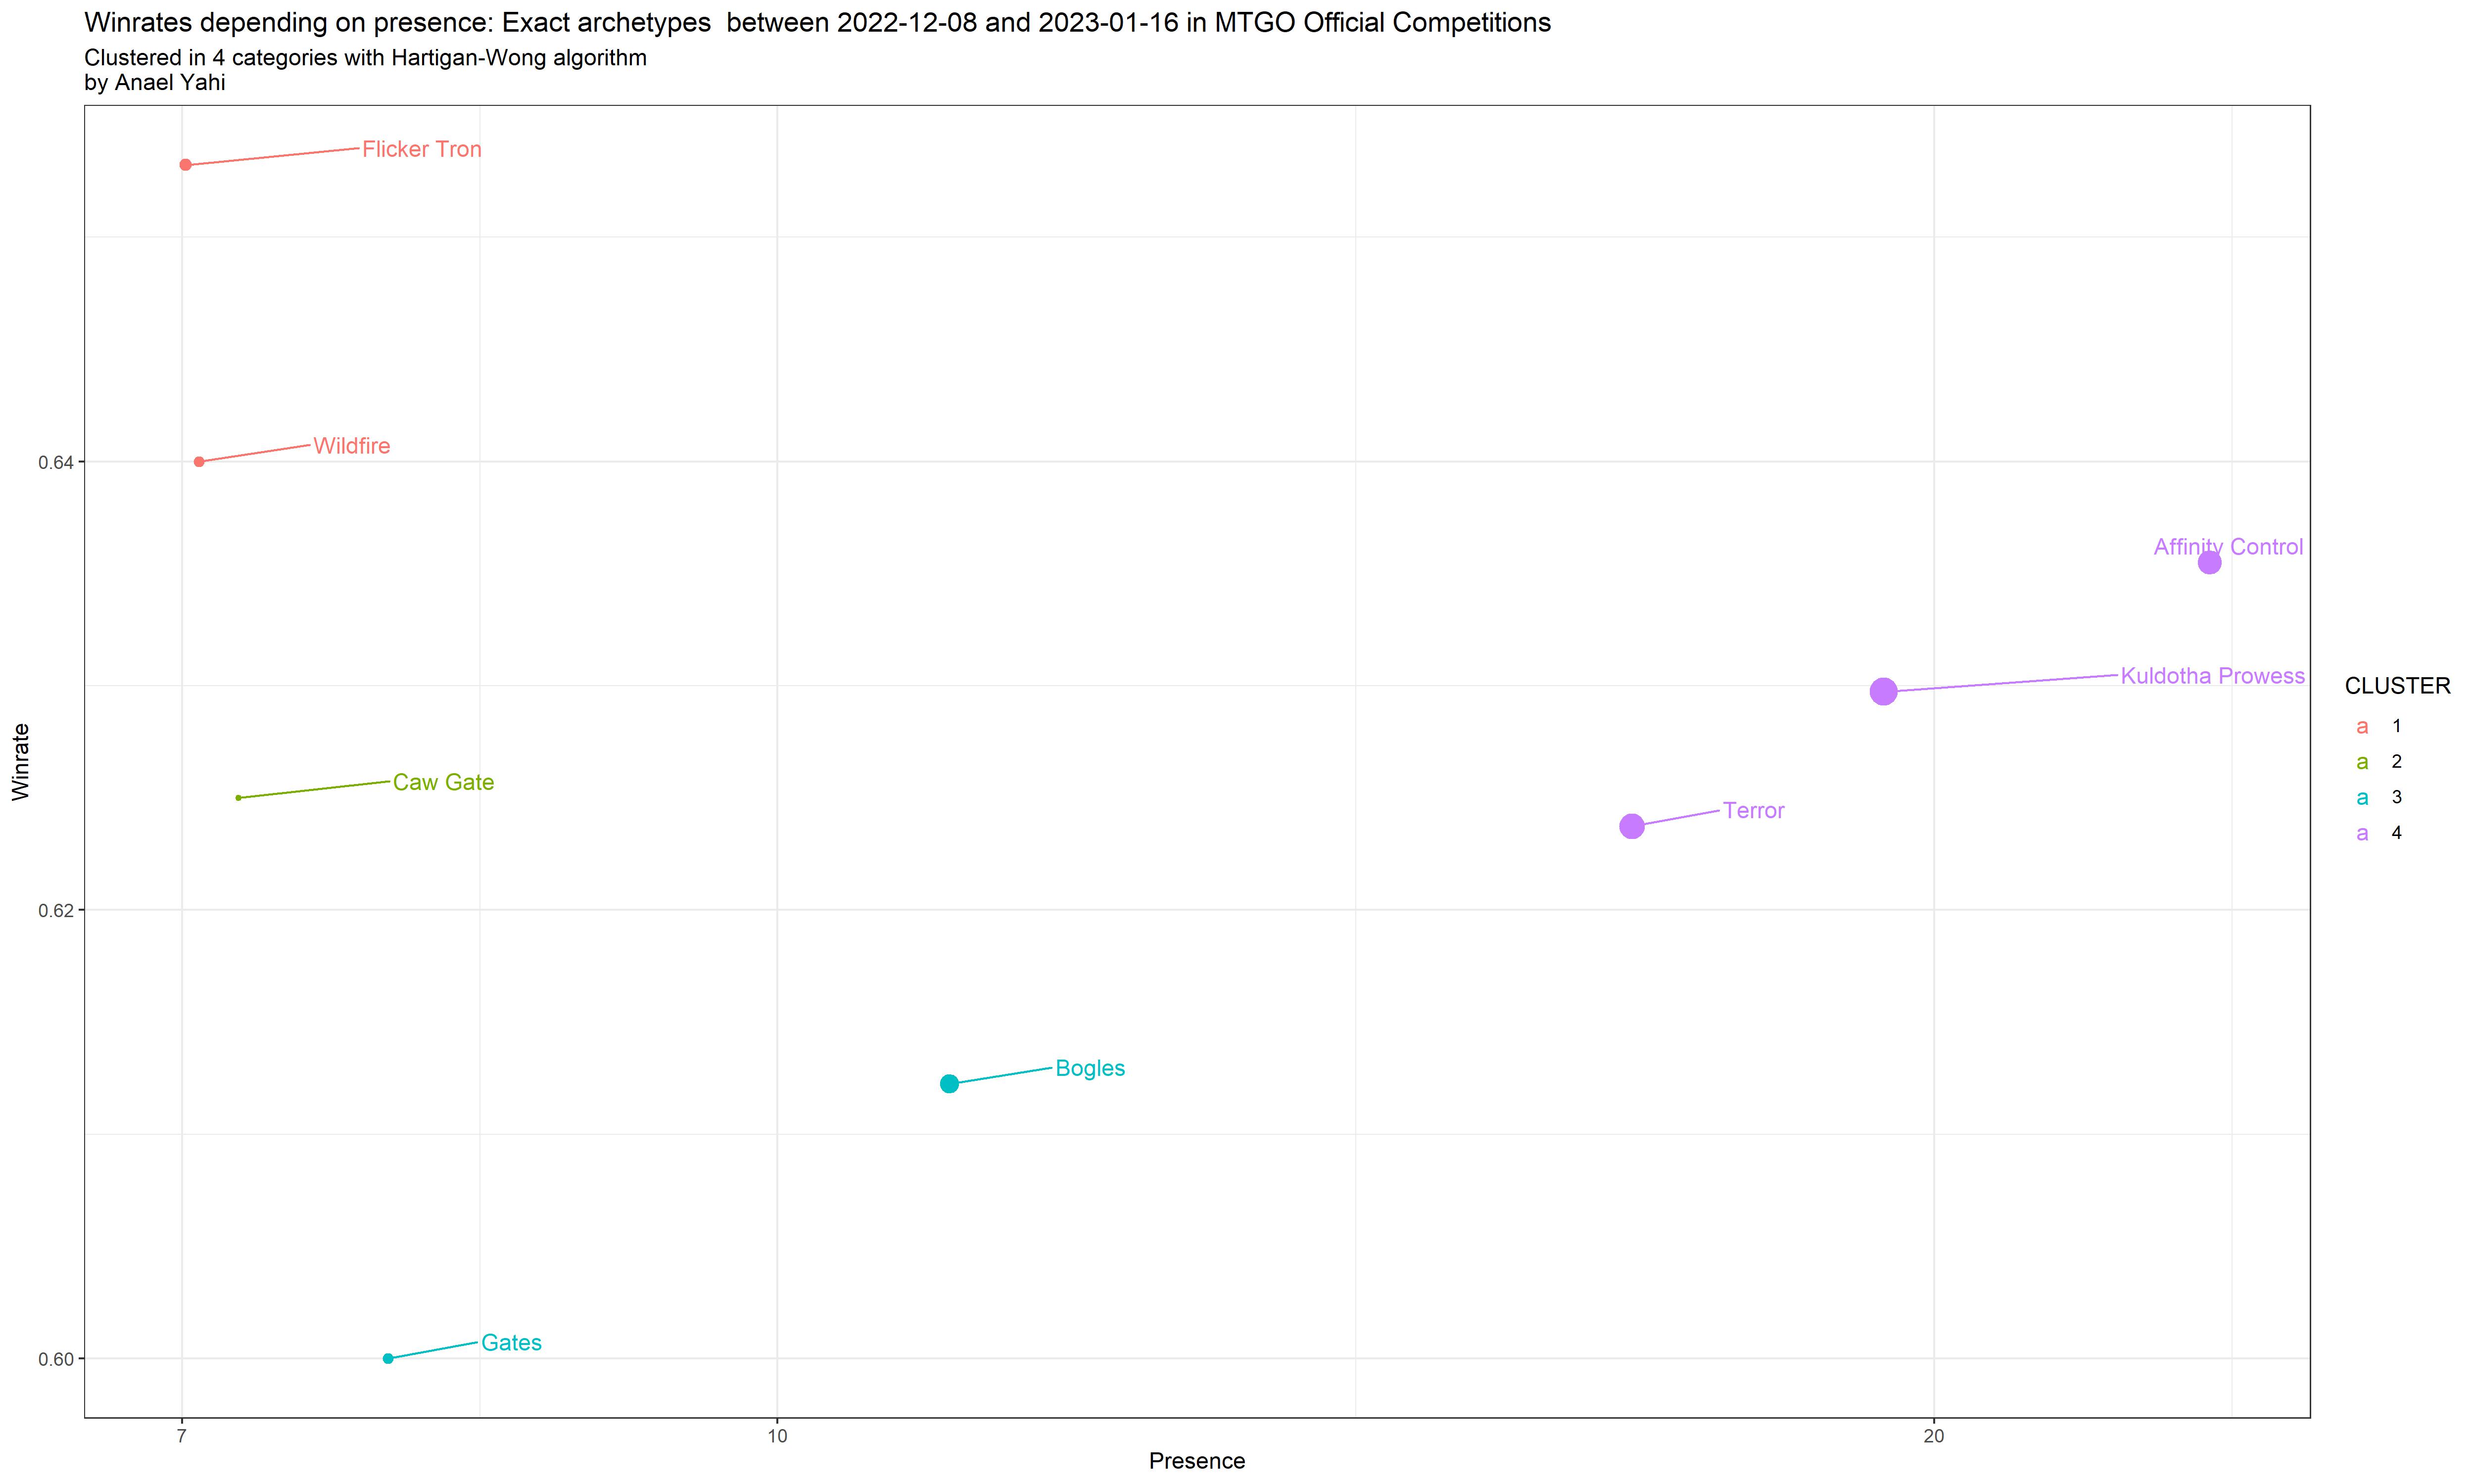 Winrates depending on presence: Exact archetypes  between 2022-12-08 and 2023-01-16 in MTGO Official Competitions
Clustered in 4 categories with Hartigan-Wong algorithm
by Anael Yahi
Flicker Tron
Wildfire
0.64
Affinity Control
Kuldotha Prowess
CLUSTER
a 1
a 2
a 3
a 4
Winrate
Caw Gate
Terror
0.62
Bogles
Gates
0.60
7
10
20
Presence